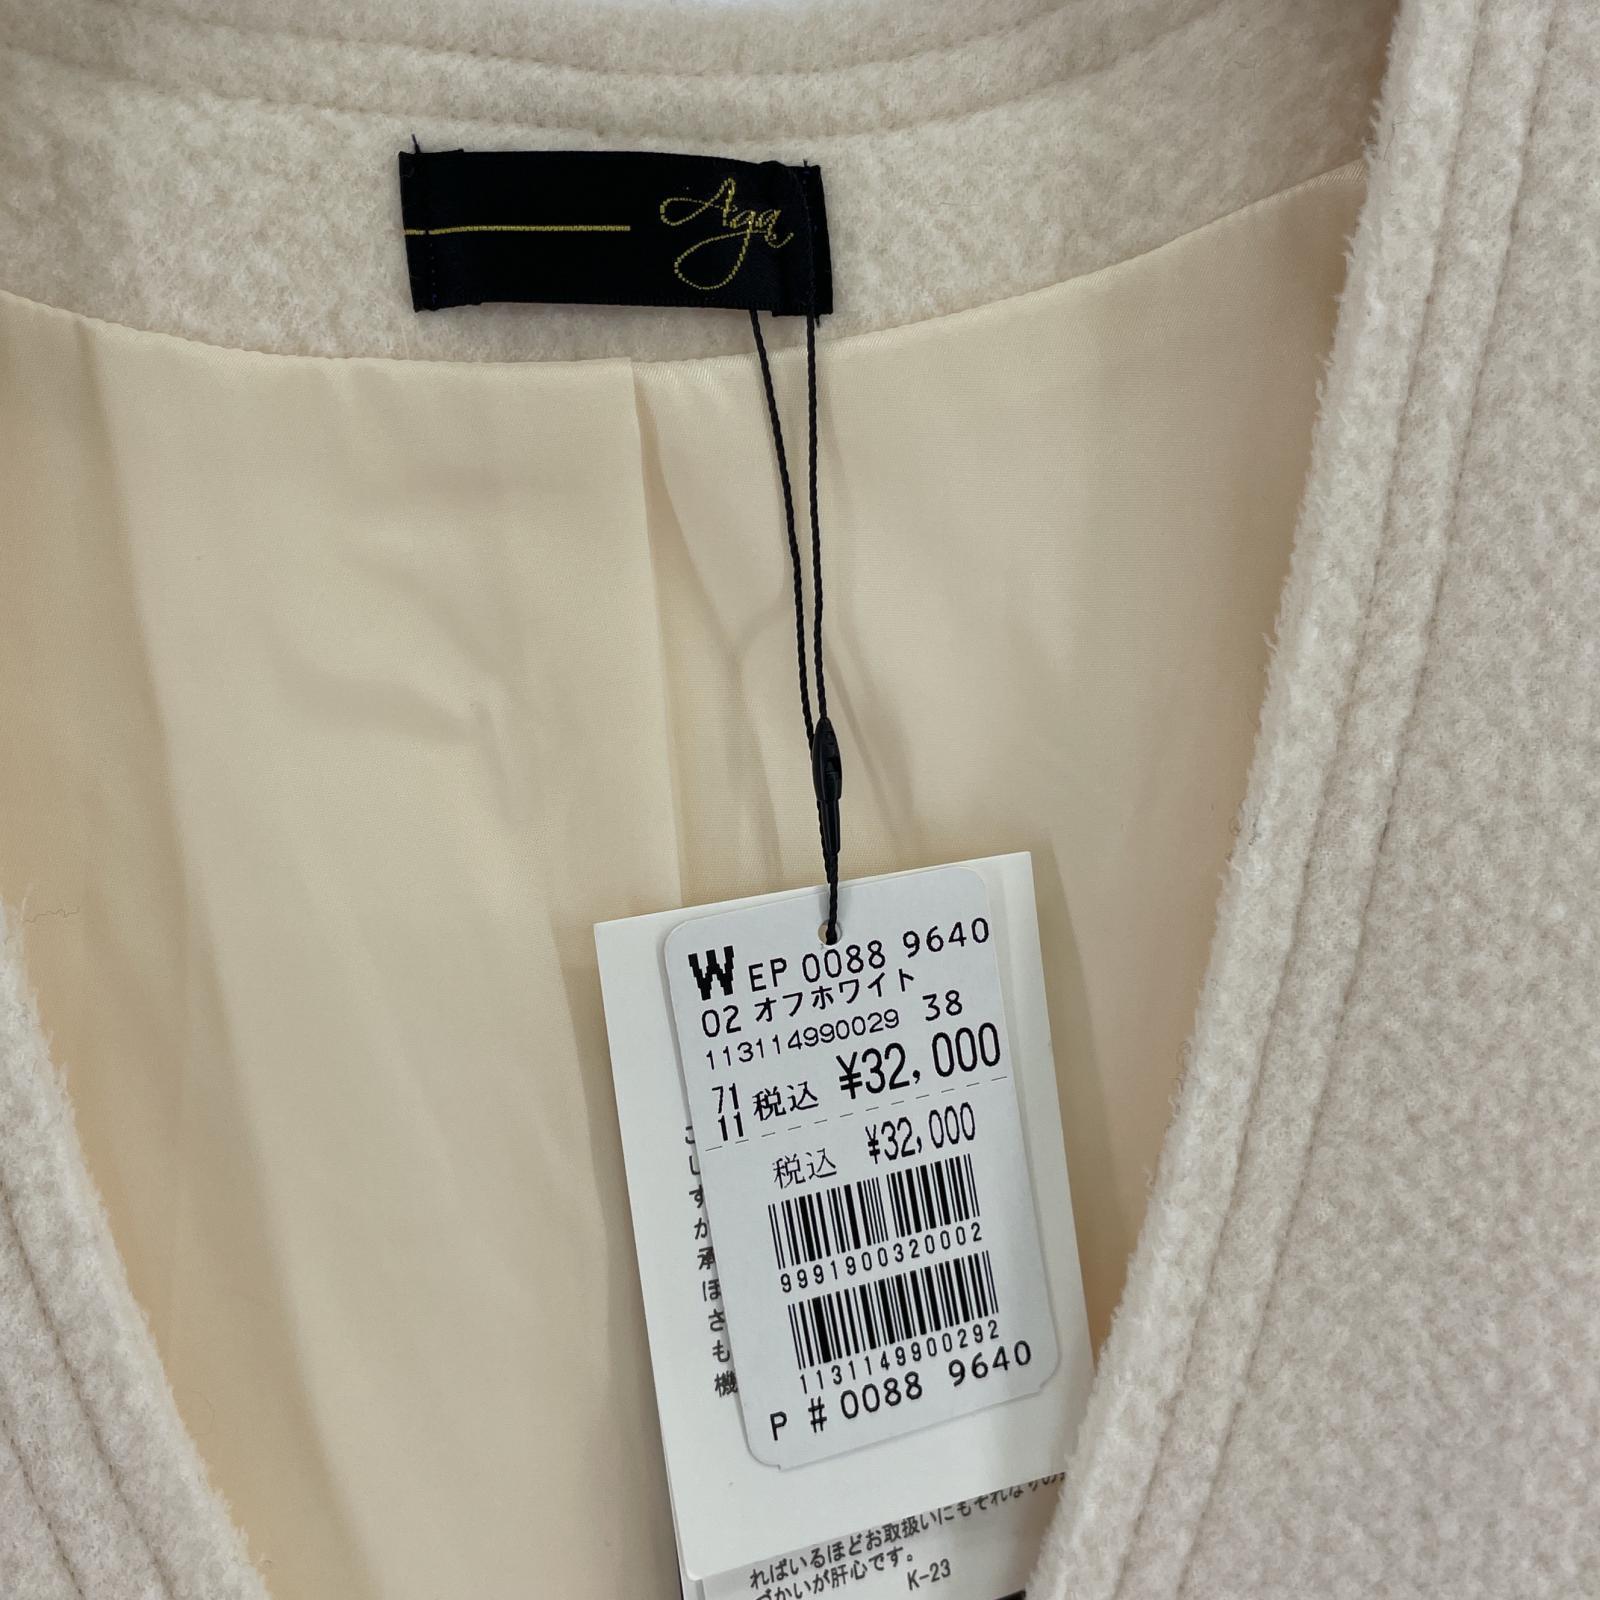 Aga
W EP 0088 9640
02 オフホワイト
113114990029 38
71
11 税込 ¥32,000
税込 ¥32,000
9991900320002
1131149900292
P # 0088 9640
こ
し
す
が
承
ほ
さ
も
機
ればいるほどお取扱いにもそれなりの
づかいが肝心です。
K-23